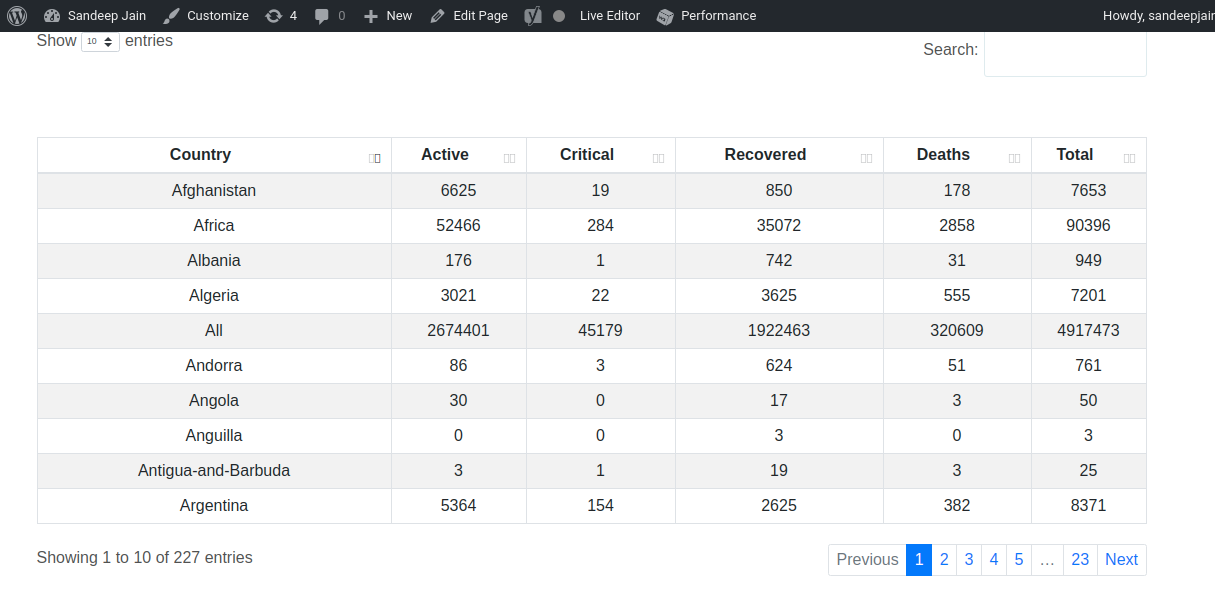 Sandeep Jain Customize 4 0 New Edit Page Live Editor Performance Howdy, sandeepjain
Show 10 entries Search:
Country Active Critical Recovered Deaths Total
Afghanistan 6625 19 850 178 7653
Africa 52466 284 35072 2858 90396
Albania 176 1 742 31 949
Algeria 3021 22 3625 555 7201
All 2674401 45179 1922463 320609 4917473
Andorra 86 3 624 51 761
Angola 30 0 17 3 50
Anguilla 0 0 3 0 3
Antigua-and-Barbuda 3 1 19 3 25
Argentina 5364 154 2625 382 8371
Showing 1 to 10 of 227 entries Previous 1 2 3 4 5 … 23 Next